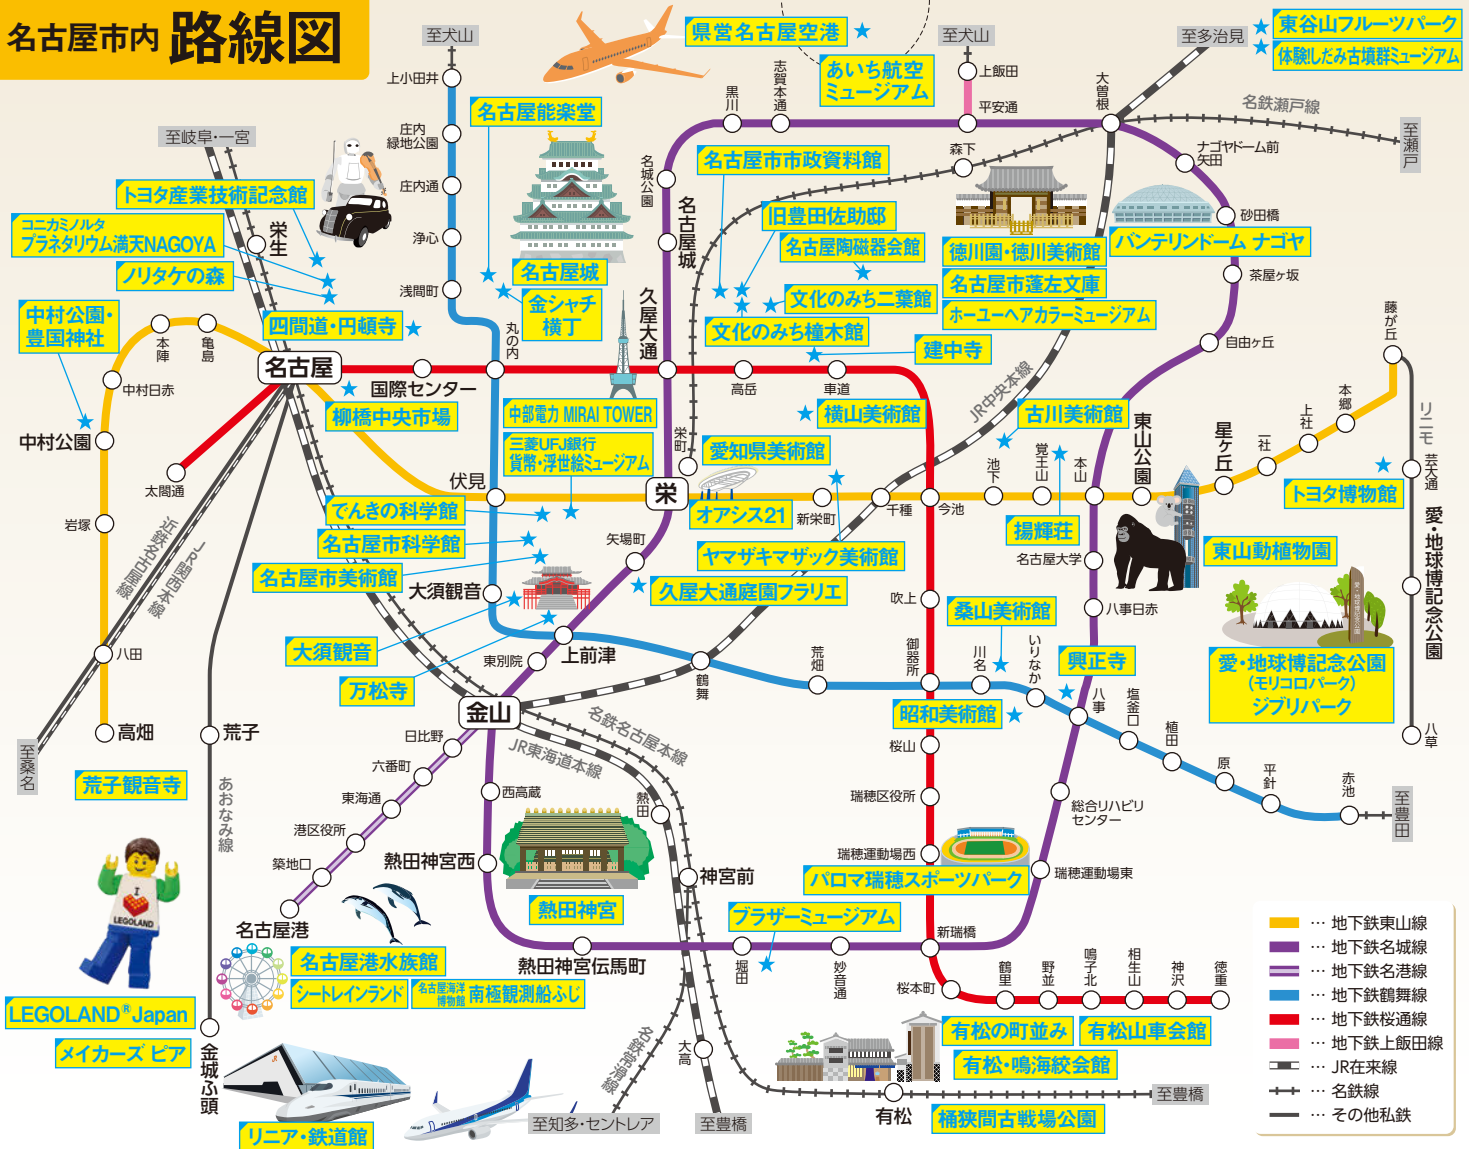 名古屋市内 路線図
至犬山
上小田井
庄内
緑地公園
庄内通
浄心
浅間町
丸の内
県営名古屋空港
あいち航空
ミュージアム
至犬山
上飯田
平安通
志賀本通
黒川
名城公園
名古屋城
久屋大通
至多治見
東谷山フルーツパーク
体験!しだみ古墳群ミュージアム
大曽根
名鉄瀬戸線
至瀬戸
森下
ナゴヤドーム前
矢田
砂田橋
茶屋ヶ坂
自由ヶ丘
至岐阜・一宮
栄生
トヨタ産業技術記念館
コニカミノルタ
プラネタリウム満天NAGOYA
ノリタケの森
中村公園・
豊国神社
四間道・円頓寺
名古屋能楽堂
名古屋城
金シャチ
横丁
名古屋市市政資料館
旧豊田佐助邸
名古屋陶磁器会館
文化のみち二葉館
文化のみち橦木館
建中寺
徳川園・徳川美術館
名古屋市蓬左文庫
ホーユーヘアカラーミュージアム
バンテリンドーム ナゴヤ
本陣
亀島
中村日赤
中村公園
名古屋
国際センター
太閤通
岩塚
八田
高畑
柳橋中央市場
中部電力 MIRAI TOWER
三菱UFJ銀行
貨幣・浮世絵ミュージアム
高岳
車道
横山美術館
JR中央本線
古川美術館
愛知県美術館
栄町
栄
オアシス21
新栄町
千種
今池
池下
覚王山
本山
東山公園
星ヶ丘
一社
上社
本郷
藤が丘
リニモ
芸大通
トヨタ博物館
愛・地球博記念公園
八草
揚輝荘
東山動植物園
愛・地球博記念公園
愛・地球博記念公園
(モリコロパーク)
ジブリパーク
伏見
でんきの科学館
名古屋市科学館
名古屋市美術館
大須観音
大須観音
万松寺
矢場町
ヤマザキマザック美術館
久屋大通庭園フラリエ
上前津
東別院
鶴舞
金山
吹上
御器所
荒畑
川名
いりなか
桑山美術館
興正寺
昭和美術館
名古屋大学
八事日赤
八事
塩釜口
植田
原
平針
赤池
至豊田
桜山
瑞穂区役所
瑞穂運動場西
総合リハビリ
センター
瑞穂運動場東
パロマ瑞穂スポーツパーク
新瑞橋
近鉄名古屋線
JR関西本線
至桑名
荒子
荒子観音寺
あおなみ線
日比野
六番町
東海通
港区役所
築地口
名古屋港
名鉄名古屋本線
JR東海道本線
西高蔵
熱田
熱田神宮西
熱田神宮
神宮前
熱田神宮伝馬町
ブラザーミュージアム
堀田
妙音通
桜本町
鶴里
野並
鳴子北
相生山
神沢
徳重
I
LEGOLAND
LEGOLAND®Japan
メイカーズ ピア
名古屋港水族館
シートレインランド
名古屋海洋
博物館
南極観測船ふじ
金城ふ頭
リニア・鉄道館
名鉄常滑線
大高
至知多・セントレア
至豊橋
有松の町並み
有松山車会館
有松・鳴海絞会館
有松
至豊橋
桶狭間古戦場公園
… 地下鉄東山線
… 地下鉄名城線
… 地下鉄名港線
… 地下鉄鶴舞線
… 地下鉄桜通線
… 地下鉄上飯田線
… JR在来線
… 名鉄線
… その他私鉄